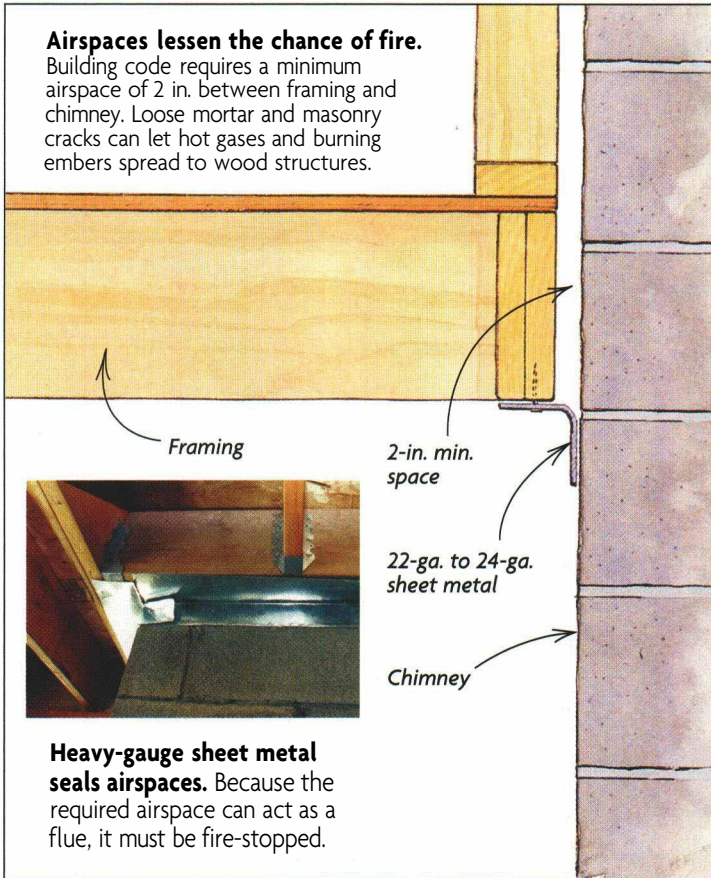 Airspaces lessen the chance of fire.
Building code requires a minimum
airspace of 2 in. between framing and
chimney. Loose mortar and masonry
cracks can let hot gases and burning
embers spread to wood structures.
Framing
2-in. min.
space
22-ga. to 24-ga.
sheet metal
Chimney
Heavy-gauge sheet metal
seals airspaces. Because the
required airspace can act as a
flue, it must be fire-stopped.